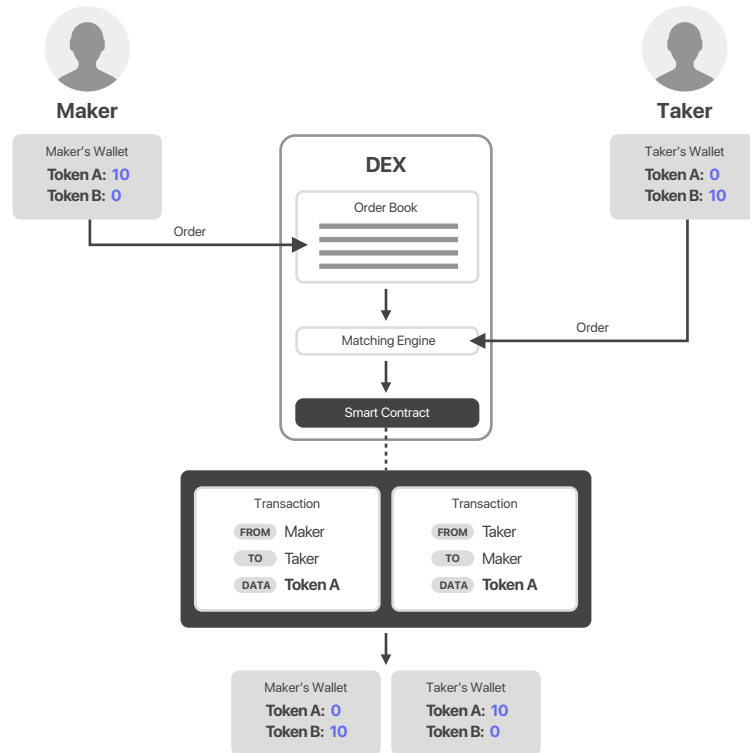 Maker
Taker
Maker's Wallet
Token A: 10
Token B: 0
Taker's Wallet
Token A: 0
Token B: 10
DEX
Order Book
Order
Matching Engine
Order
Smart Contract
Transaction
FROM Maker
TO Taker
DATA Token A
Transaction
FROM Taker
TO Maker
DATA Token A
Maker's Wallet
Token A: 0
Token B: 10
Taker's Wallet
Token A: 10
Token B: 0